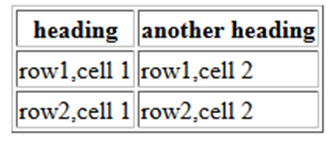 heading another heading
row1,cell 1 row1,cell 2
row2,cell 1 row2,cell 2